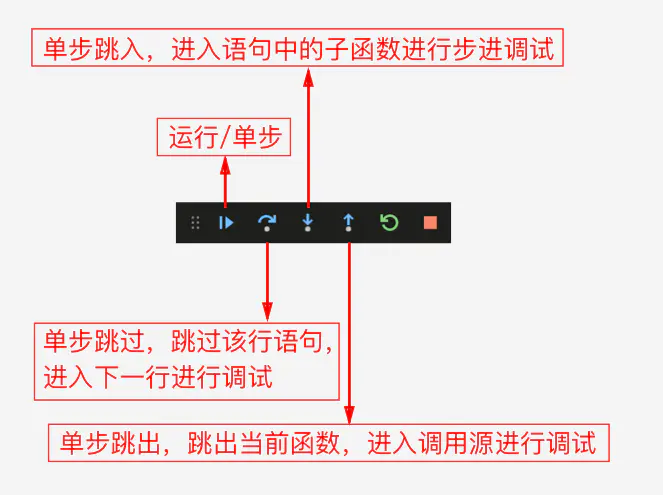 单步跳入，进入语句中的子函数进行步进调试
运行/单步
单步跳过，跳过该行语句，
进入下一行进行调试
单步跳出，跳出当前函数，进入调用源进行调试